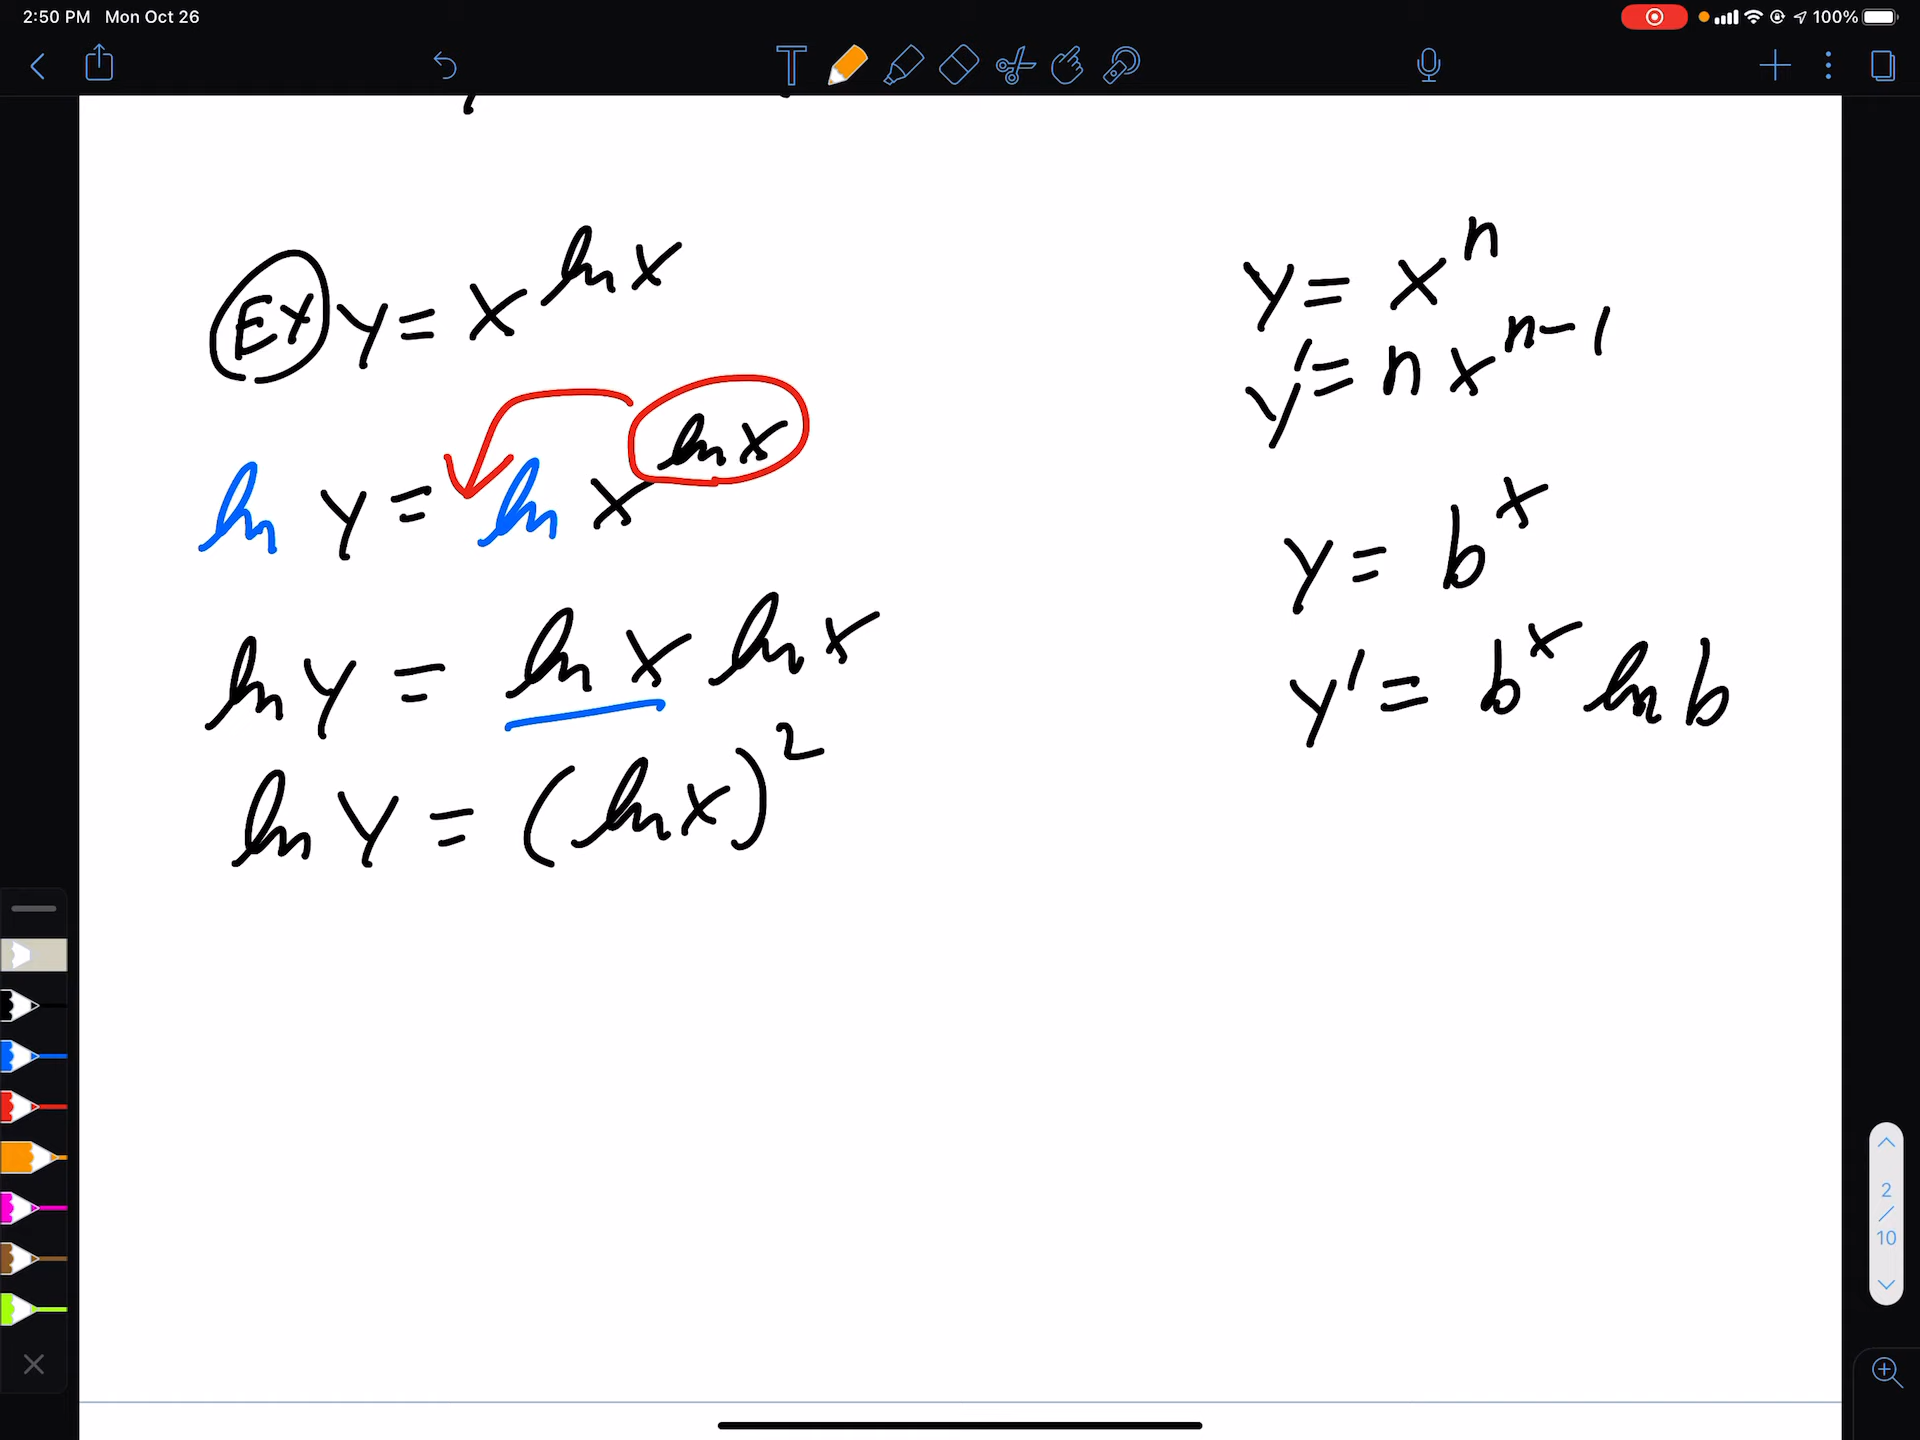 2:50 PM Mon Oct 26
100%
T
Ex y = x^{ln x}
ln y = ln x^{ln x}
ln y = ln x ln x
ln y = (ln x)^2
y = x^n
y' = n x^{n-1}
y = b^x
y' = b^x ln b
2
/
10